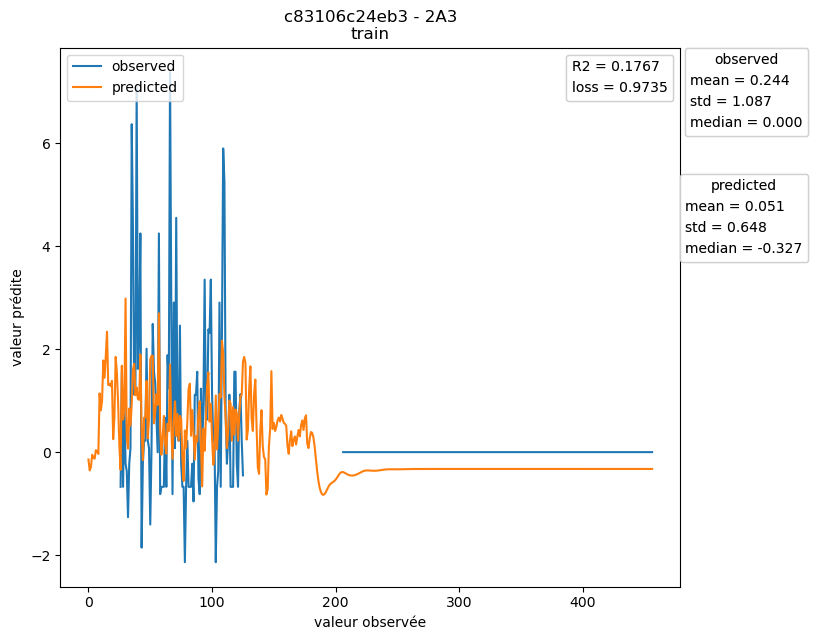 c83106c24eb3 - 2A3
train
observed
predicted
R2 = 0.1767
loss = 0.9735
observed
mean = 0.244
std = 1.087
median = 0.000
predicted
mean = 0.051
std = 0.648
median = -0.327
valeur prédite
6
4
2
0
−2
0
100
200
300
400
valeur observée